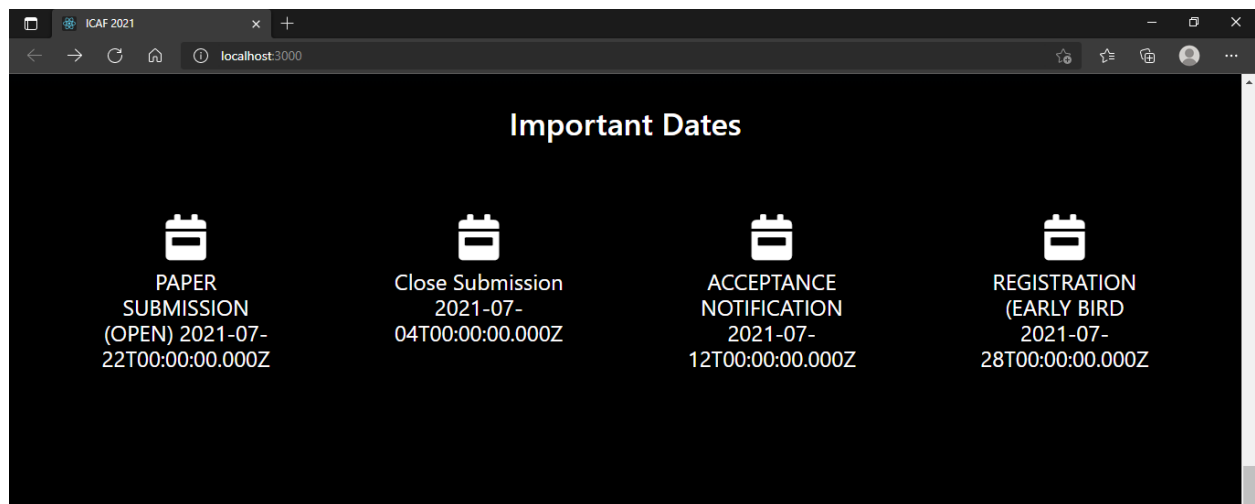 ICAF 2021
localhost:3000
Important Dates
PAPER
SUBMISSION
(OPEN) 2021-07-
22T00:00:00.000Z
Close Submission
2021-07-
04T00:00:00.000Z
ACCEPTANCE
NOTIFICATION
2021-07-
12T00:00:00.000Z
REGISTRATION
(EARLY BIRD
2021-07-
28T00:00:00.000Z